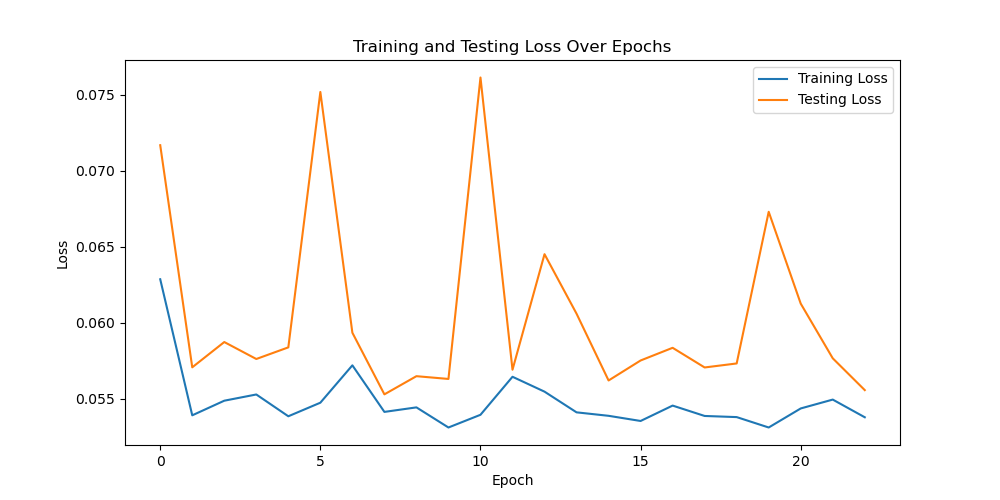 Training and Testing Loss Over Epochs
Training Loss
Testing Loss
0.075
0.070
0.065
0.060
0.055
Loss
0 5 10 15 20
Epoch